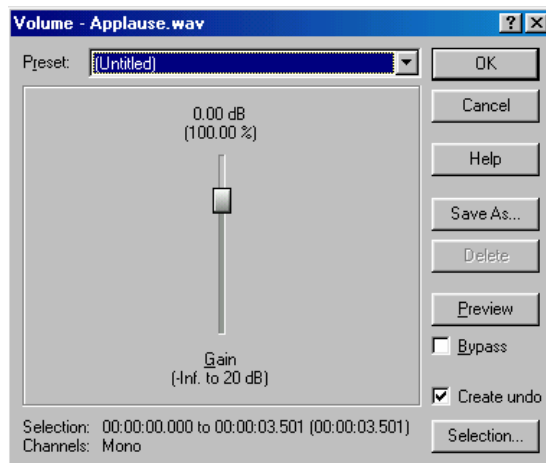 Volume - Applause.wav
Preset: (Untitled)
OK
Cancel
Help
Save As...
Delete
Preview
Bypass
Create undo
Selection...
0.00 dB
(100.00 %)
Gain
(-Inf. to 20 dB)
Selection: 00:00:00.000 to 00:00:03.501 (00:00:03.501)
Channels: Mono